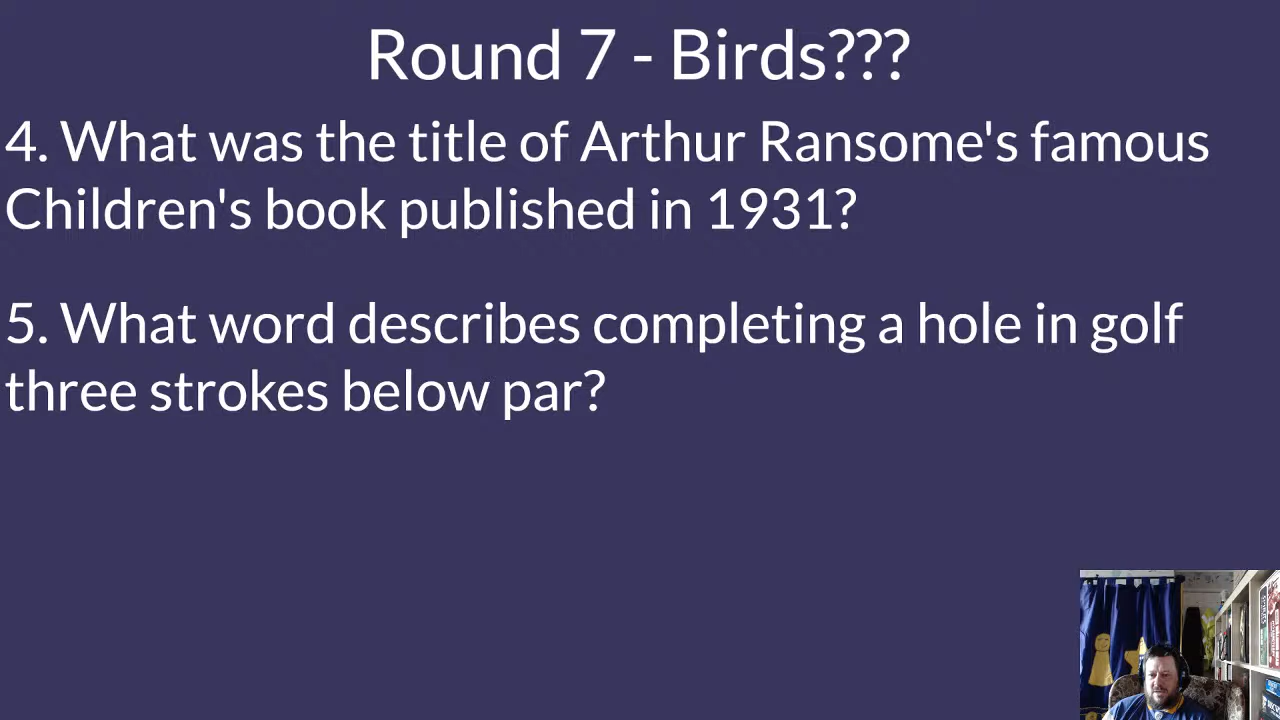 Round 7 - Birds???
4. What was the title of Arthur Ransome's famous
Children's book published in 1931?
5. What word describes completing a hole in golf
three strokes below par?